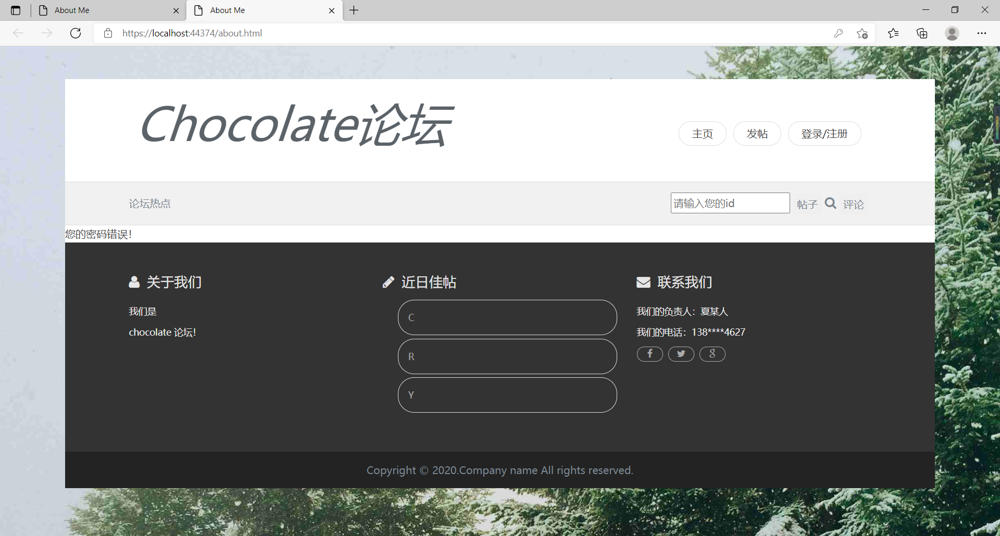 About Me
About Me
https://localhost:44374/about.html
Chocolate论坛
主页
发帖
登录/注册
论坛热点
请输入您的id
帖子
评论
您的密码错误！
关于我们
我们是
chocolate 论坛！
近日佳帖
C
R
Y
联系我们
我们的负责人：夏某人
我们的电话：138****4627
Copyright © 2020.Company name All rights reserved.